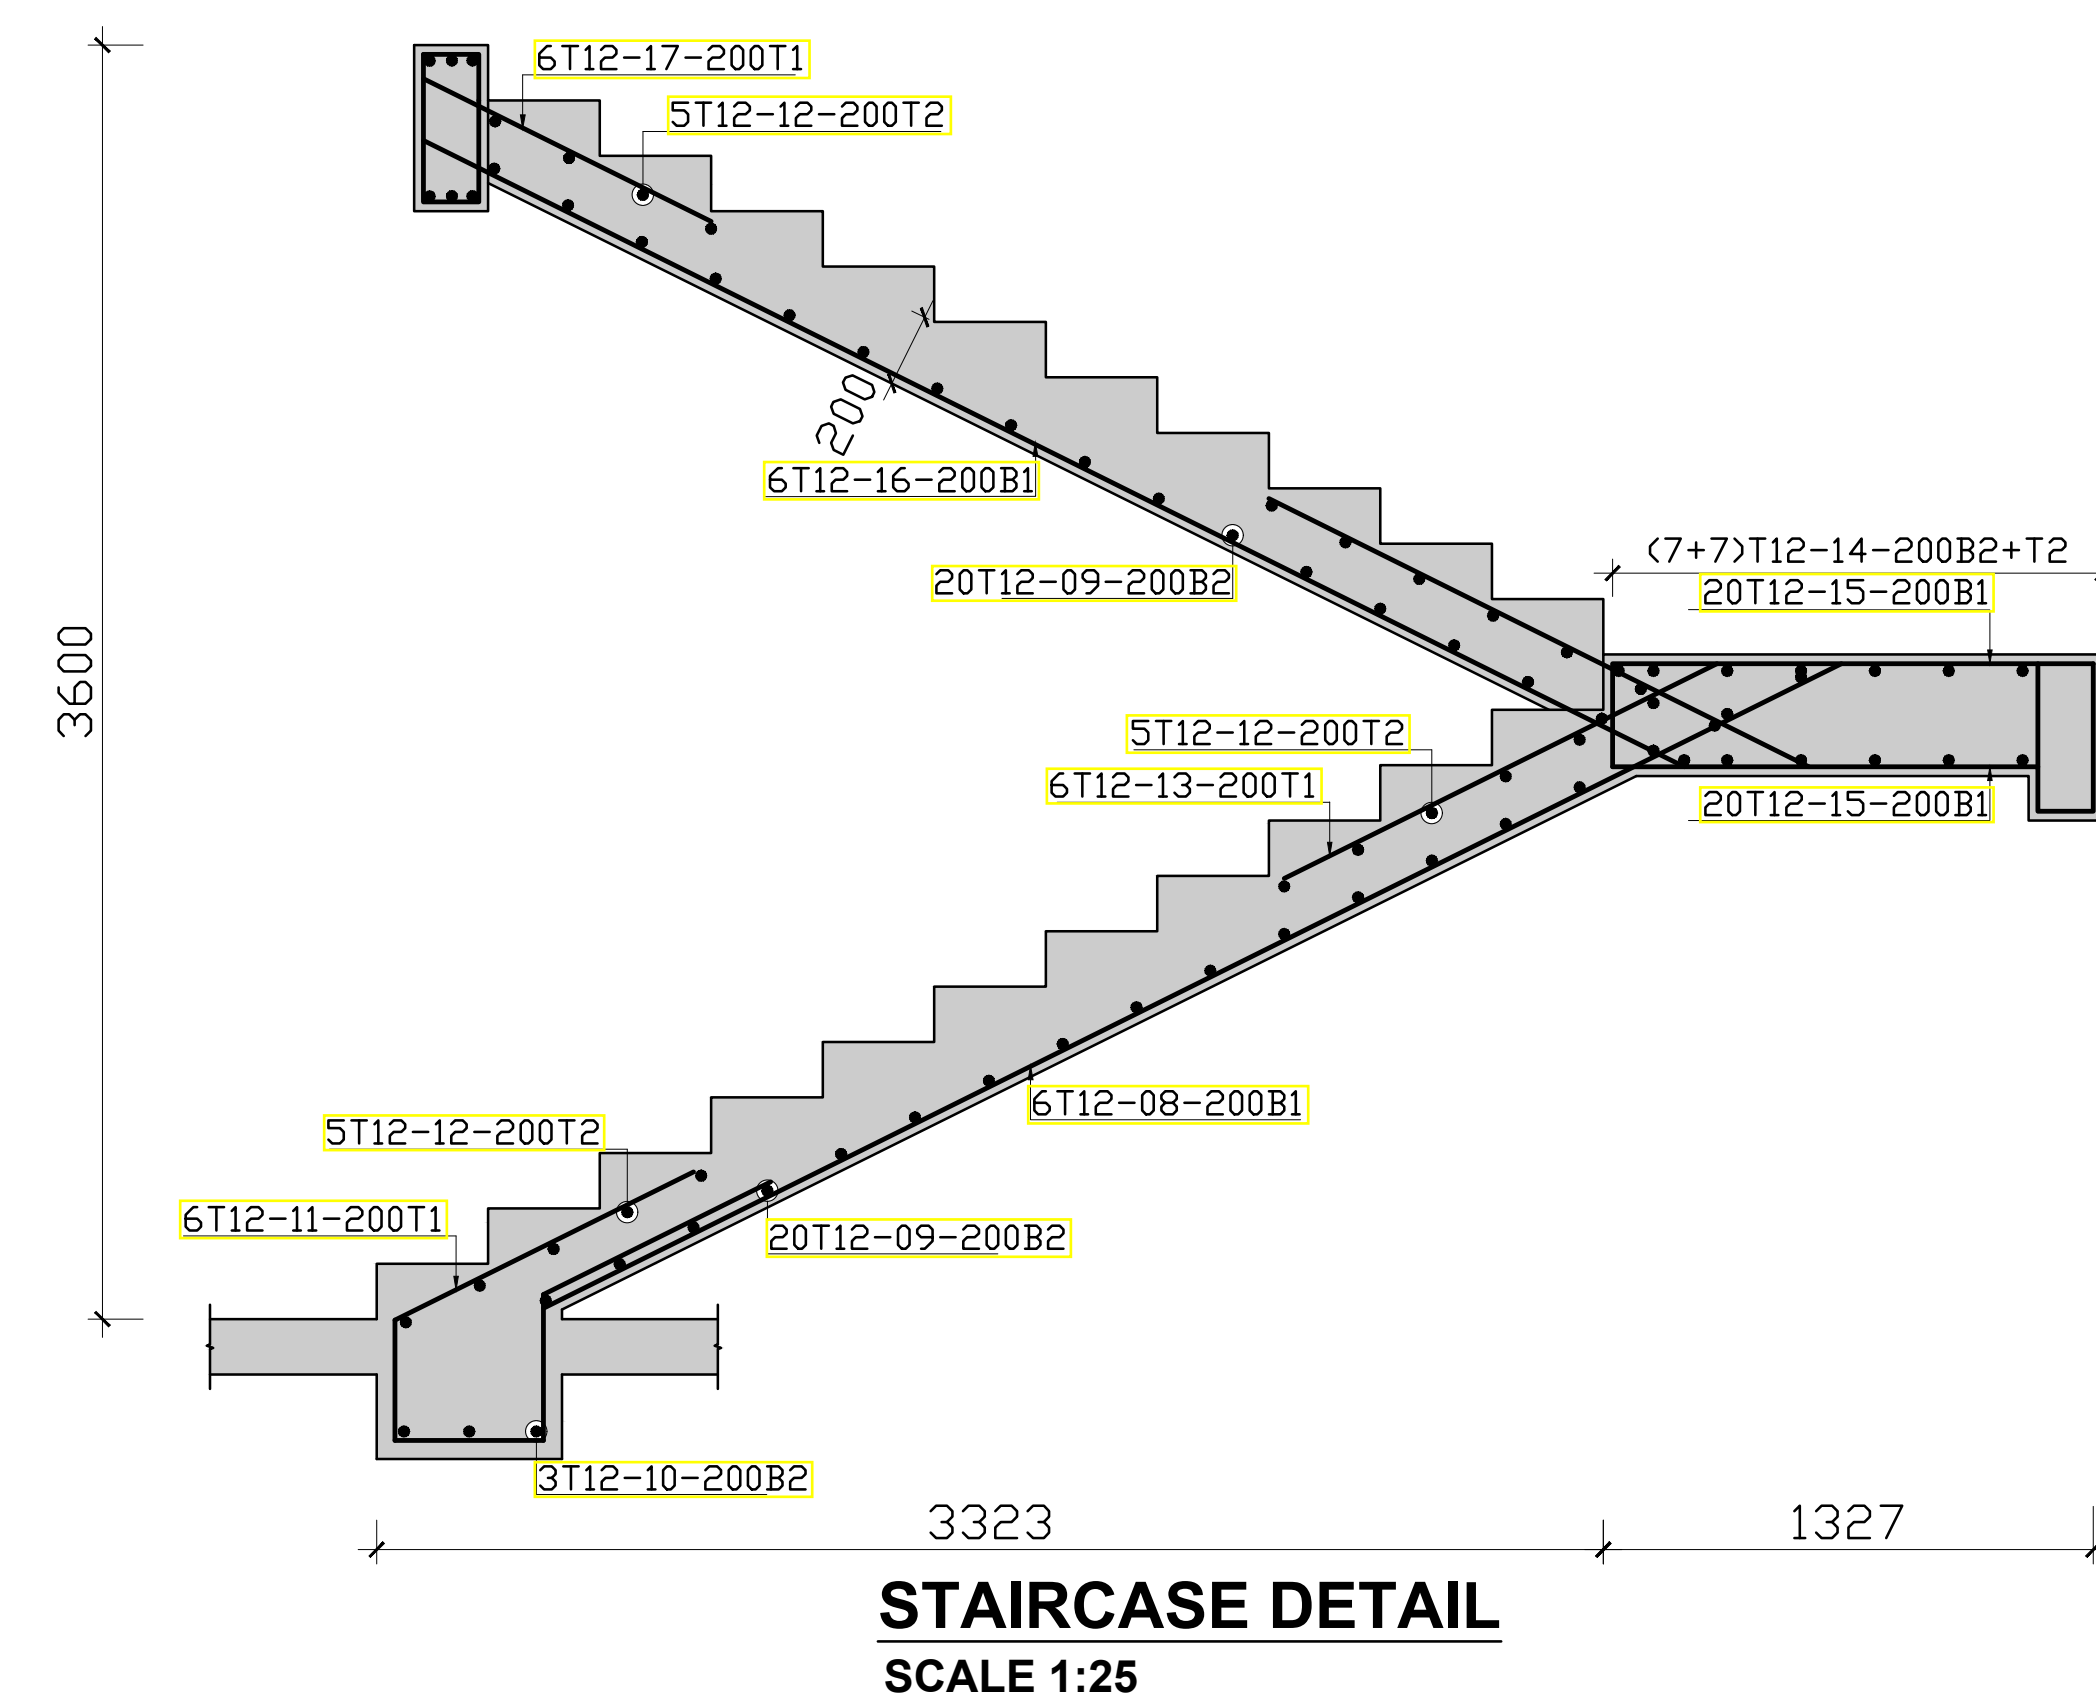 6T12-17-200T1
5T12-12-200T2
200
6T12-16-200B1
20T12-09-200B2
(7+7)T12-14-200B2+T2
20T12-15-200B1
3600
5T12-12-200T2
6T12-13-200T1
20T12-15-200B1
6T12-08-200B1
5T12-12-200T2
6T12-11-200T1
20T12-09-200B2
3T12-10-200B2
3323
1327
STAIRCASE DETAIL
SCALE 1:25